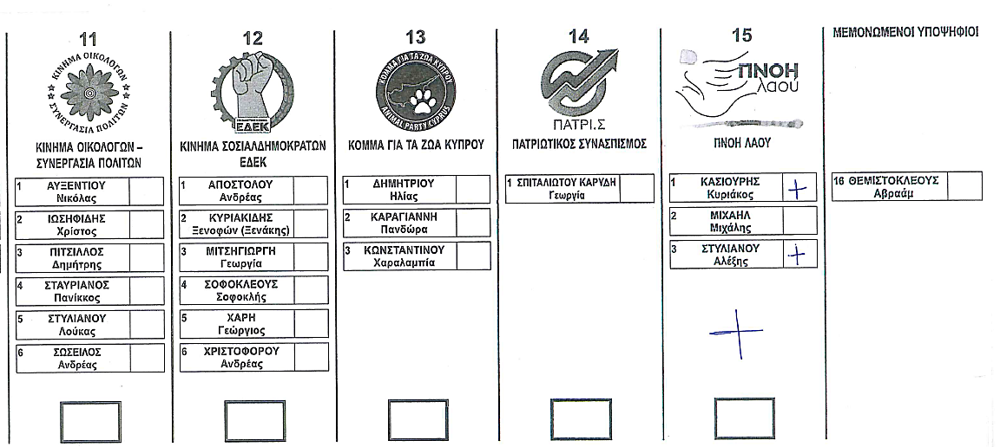 11
ΚΙΝΗΜΑ ΟΙΚΟΛΟΓΩΝ
ΣΥΝΕΡΓΑΣΙΑ ΠΟΛΙΤΩΝ
ΚΙΝΗΜΑ ΟΙΚΟΛΟΓΩΝ –
ΣΥΝΕΡΓΑΣΙΑ ΠΟΛΙΤΩΝ
1 ΑΥΞΕΝΤΙΟΥ
Νικόλας
2 ΙΩΣΗΦΙΔΗΣ
Χρίστος
3 ΠΙΤΣΙΛΛΟΣ
Δημήτρης
4 ΣΤΑΥΡΙΑΝΟΣ
Πανίκκος
5 ΣΤΥΛΙΑΝΟΥ
Λούκας
6 ΣΩΣΕΙΛΟΣ
Ανδρέας
12
ΕΔΕΚ
ΚΙΝΗΜΑ ΣΟΣΙΑΛΔΗΜΟΚΡΑΤΩΝ
ΕΔΕΚ
1 ΑΠΟΣΤΟΛΟΥ
Ανδρέας
2 ΚΥΡΙΑΚΙΔΗΣ
Ξενοφών (Ξενάκης)
3 ΜΙΤΣΗΓΙΩΡΓΗ
Γεωργία
4 ΣΟΦΟΚΛΕΟΥΣ
Σοφοκλής
5 ΧΑΡΗ
Γεώργιος
6 ΧΡΙΣΤΟΦΟΡΟΥ
Ανδρέας
13
ΚΟΜΜΑ ΓΙΑ ΤΑ ΖΩΑ ΚΥΠΡΟΥ
ANIMAL PARTY CYPRUS
ΚΟΜΜΑ ΓΙΑ ΤΑ ΖΩΑ ΚΥΠΡΟΥ
1 ΔΗΜΗΤΡΙΟΥ
Ηλίας
2 ΚΑΡΑΓΙΑΝΝΗ
Πανδώρα
3 ΚΩΝΣΤΑΝΤΙΝΟΥ
Χαραλαμπία
14
ΠΑΤΡΙ.Σ
ΠΑΤΡΙΩΤΙΚΟΣ ΣΥΝΑΣΠΙΣΜΟΣ
1 ΣΠΙΤΑΛΙΩΤΟΥ ΚΑΡΥΔΗ
Γεωργία
15
ΠΝΟΗ
λαού
ΠΝΟΗ ΛΑΟΥ
1 ΚΑΣΙΟΥΡΗΣ
Κυριάκος +
2 ΜΙΧΑΗΛ
Μιχάλης
3 ΣΤΥΛΙΑΝΟΥ
Αλέξης +
+
ΜΕΜΟΝΩΜΕΝΟΙ ΥΠΟΨΗΦΙΟΙ
16 ΘΕΜΙΣΤΟΚΛΕΟΥΣ
Αβραάμ